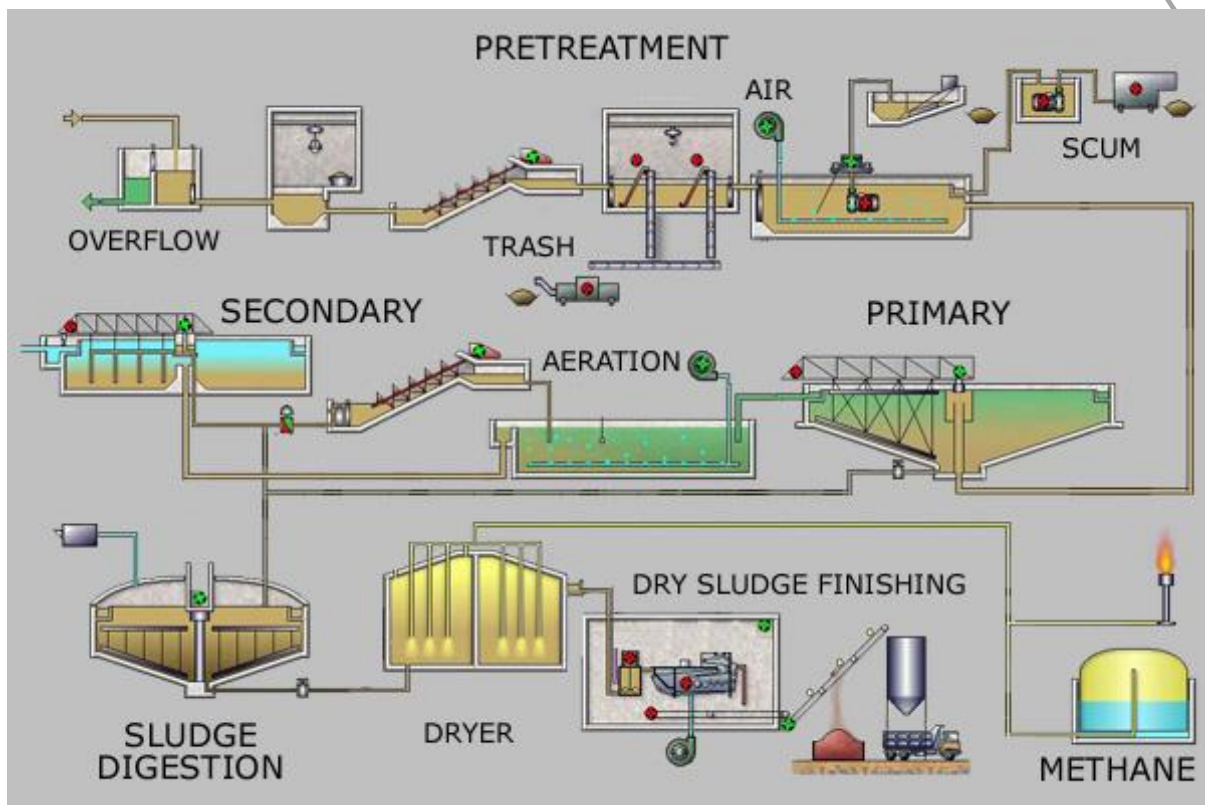 PRETREATMENT
AIR
SCUM
OVERFLOW
TRASH
SECONDARY
PRIMARY
AERATION
DRY SLUDGE FINISHING
SLUDGE
DIGESTION
DRYER
METHANE